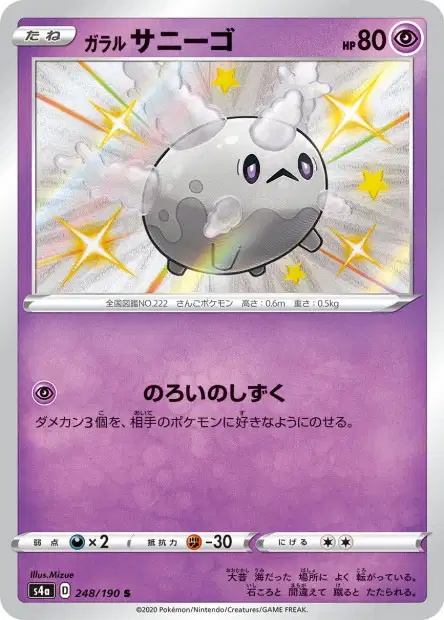 たね
ガラル サニーゴ
HP80
全国図鑑NO.222 さんごポケモン 高さ:0.6m 重さ:0.5kg
のろいのしずく
ダメカン3個を、相手のポケモンに好きなようにのせる。
弱点 ×2 抵抗力 -30 にげる
Illus.Mizue
s4a D 248/190 S
大昔 海だった 場所に よく 転がっている。
石ころと 間違えて 蹴ると たたられる。
©2020 Pokémon/Nintendo/Creatures/GAME FREAK.